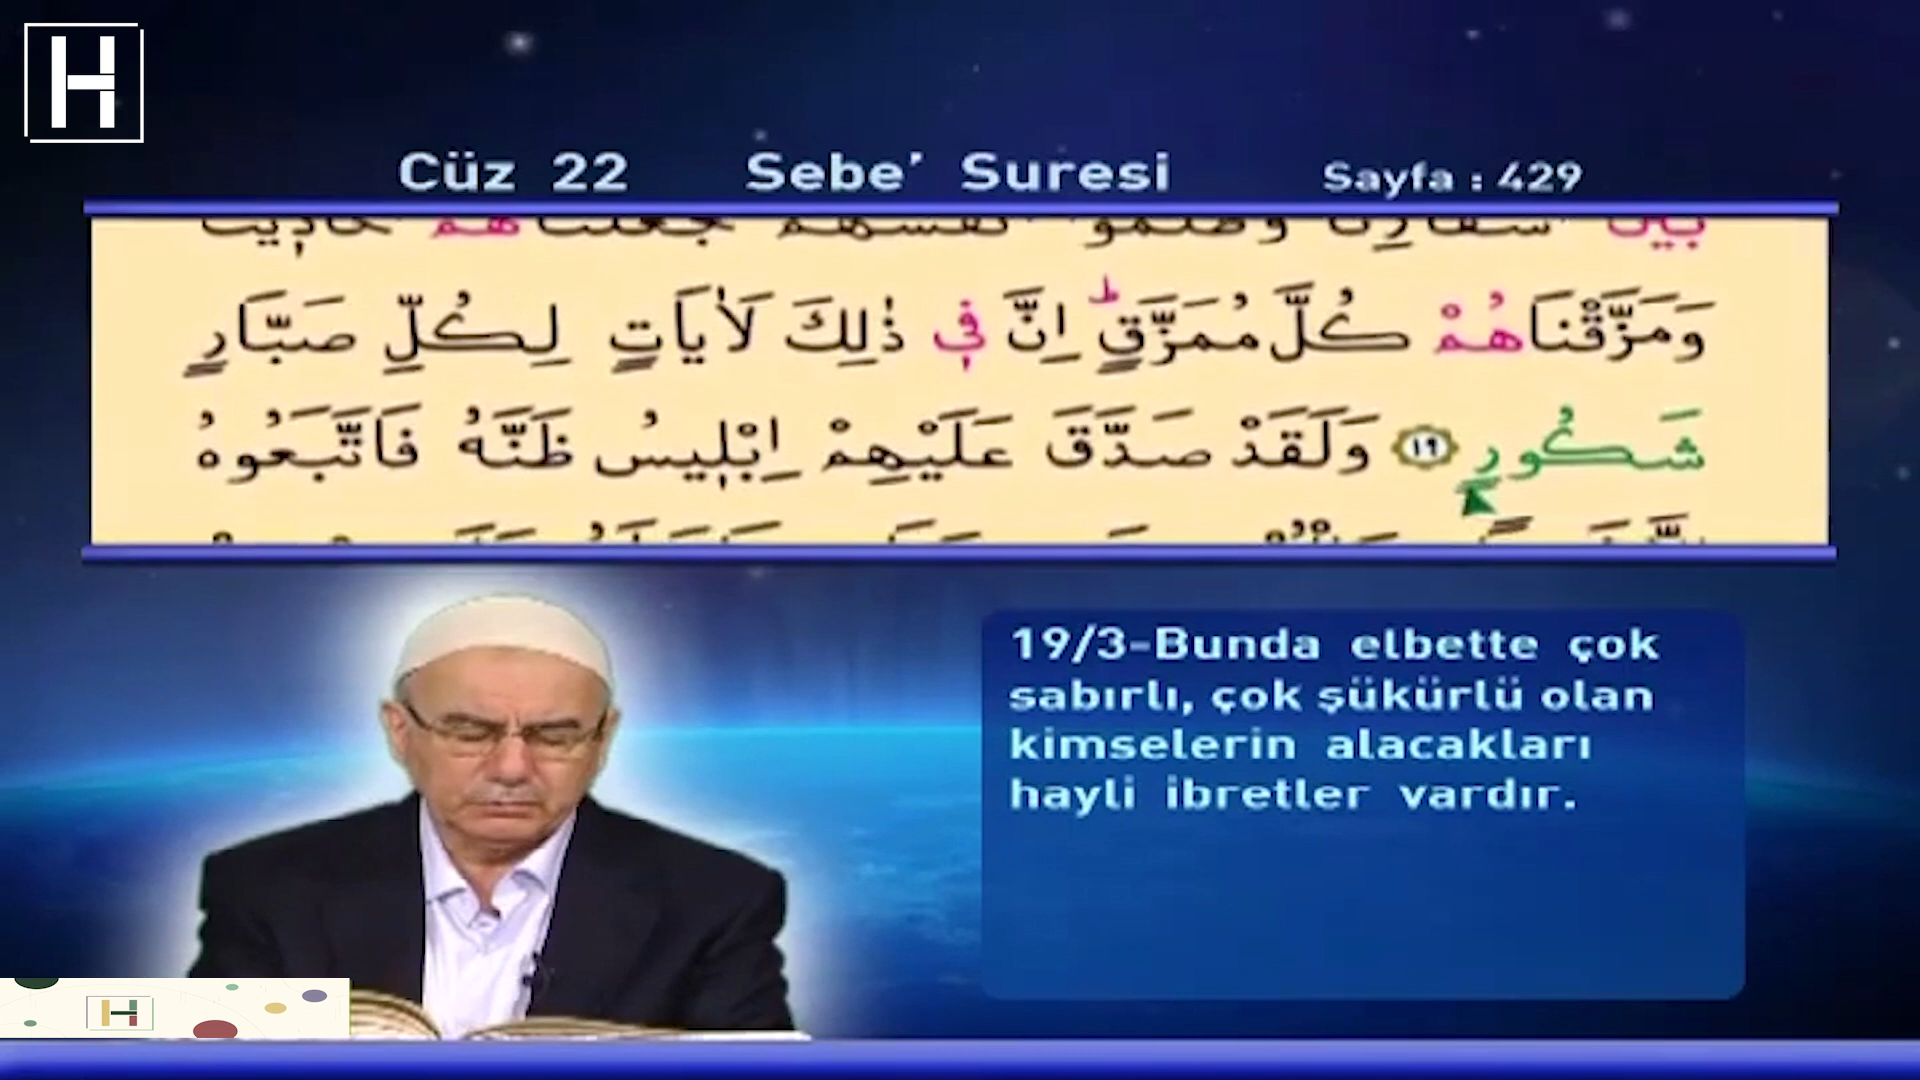 H
Cüz 22 Sebe’ Suresi Sayfa : 429
وَمَزَّقْنَاهُمْ كُلَّ مُمَزَّقٍۜ اِنَّ ف۪ي ذٰلِكَ لَاٰيَاتٍ لِكُلِّ صَبَّارٍ
شَكُورٍ ﴿١٩﴾ وَلَقَدْ صَدَّقَ عَلَيْهِمْ اِبْل۪يسُ ظَنَّهُ فَاتَّبَعُوهُ
19/3-Bunda elbette çok
sabırlı, çok şükürlü olan
kimselerin alacakları
hayli ibretler vardır.
H